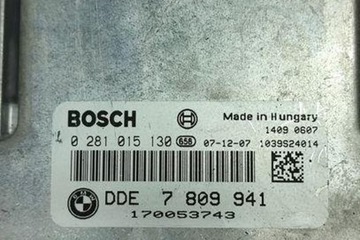 BOSCH
Made in Hungary
1409 0607
0 281 015 130 656 07-12-07 1039S24014
DDE 7 809 941
170053743